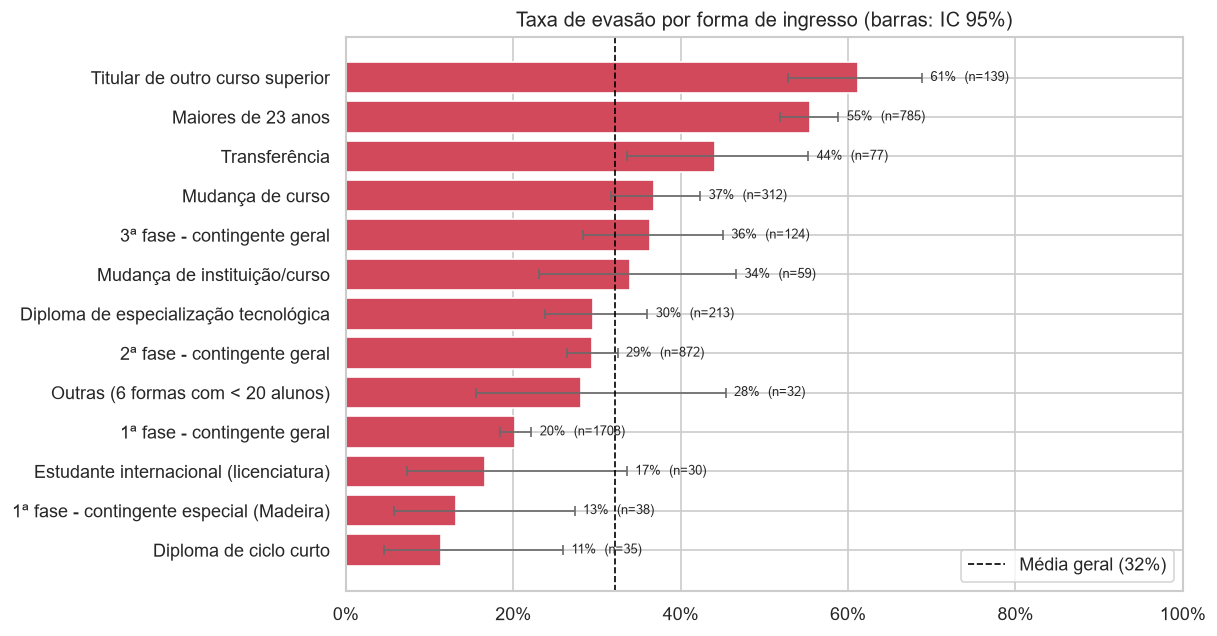 Taxa de evasão por forma de ingresso (barras: IC 95%)
Titular de outro curso superior
61% (n=139)
Maiores de 23 anos
55% (n=785)
Transferência
44% (n=77)
Mudança de curso
37% (n=312)
3ª fase - contingente geral
36% (n=124)
Mudança de instituição/curso
34% (n=59)
Diploma de especialização tecnológica
30% (n=213)
2ª fase - contingente geral
29% (n=872)
Outras (6 formas com < 20 alunos)
28% (n=32)
1ª fase - contingente geral
20% (n=1708)
Estudante internacional (licenciatura)
17% (n=30)
1ª fase - contingente especial (Madeira)
13% (n=38)
Diploma de ciclo curto
11% (n=35)
Média geral (32%)
0% 20% 40% 60% 80% 100%